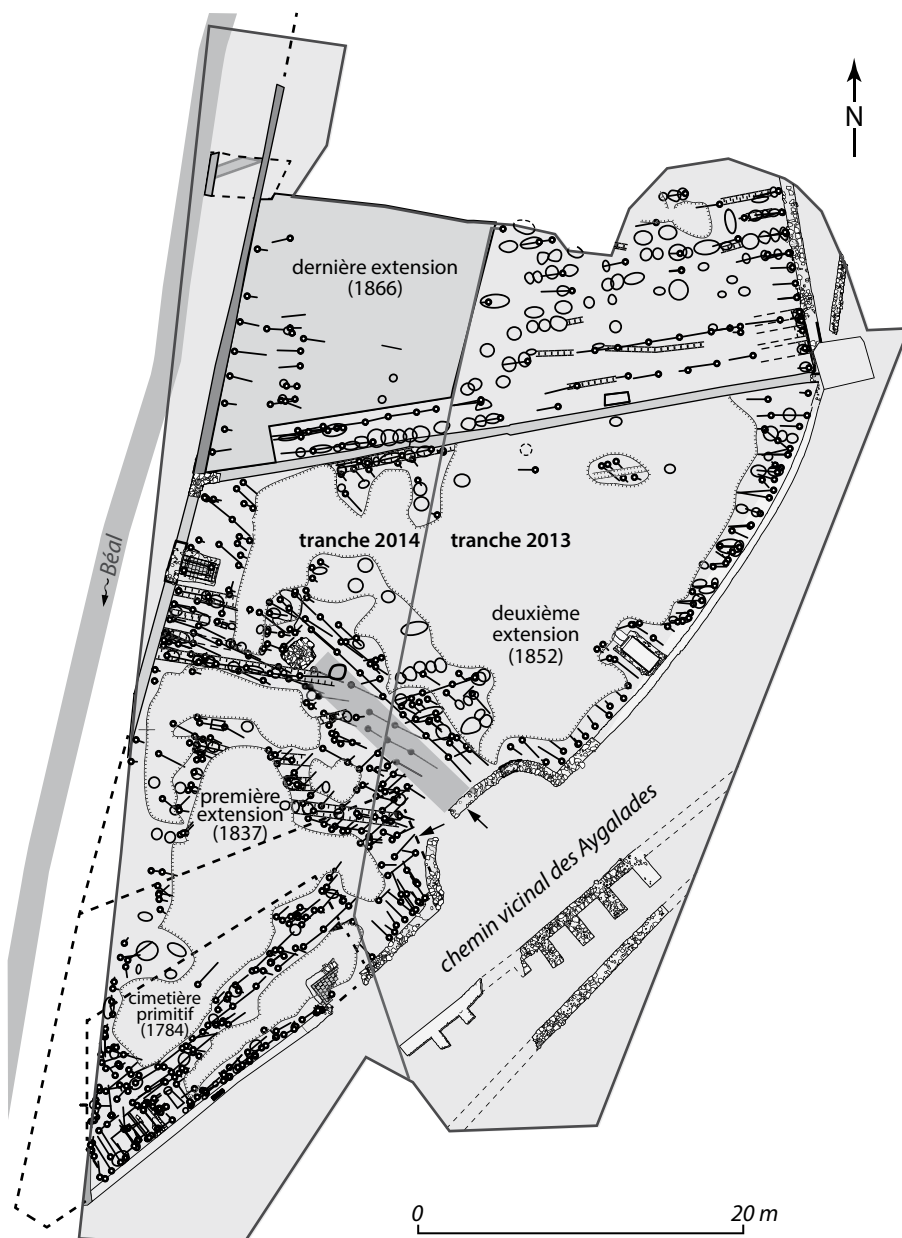 N
dernière extension
(1866)
Béal
tranche 2014
tranche 2013
deuxième
extension
(1852)
première
extension
(1837)
chemin vicinal des Aygalades
cimetière
primitif
(1784)
0
20 m